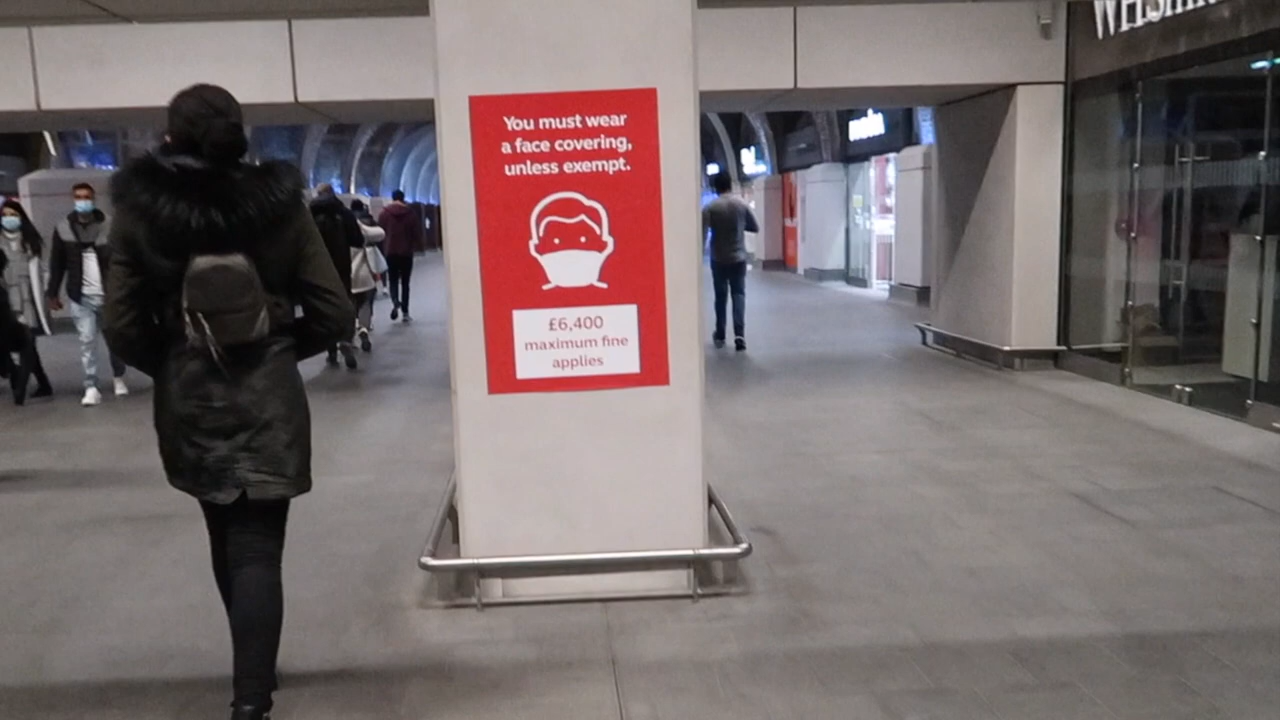 You must wear
a face covering,
unless exempt.
£6,400
maximum fine
applies